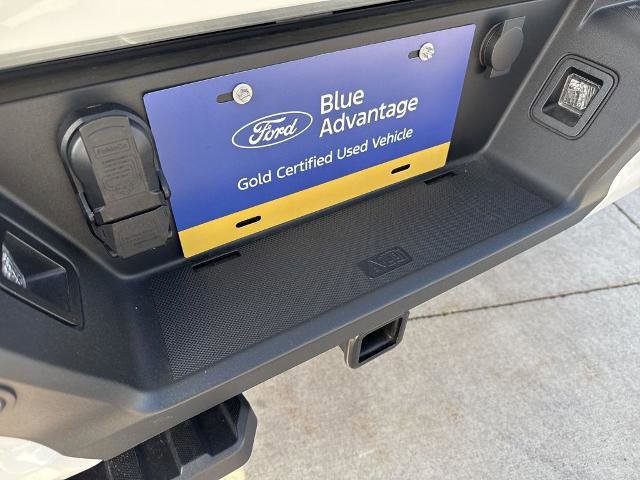 Blue
Advantage
Ford
Gold Certified Used Vehicle